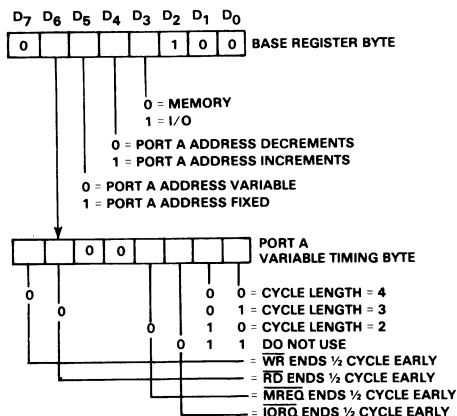 D7 D6 D5 D4 D3 D2 D1 D0
0 1 0 0 BASE REGISTER BYTE
0 = MEMORY
1 = I/O
0 = PORT A ADDRESS DECREMENTS
1 = PORT A ADDRESS INCREMENTS
0 = PORT A ADDRESS VARIABLE
1 = PORT A ADDRESS FIXED
0 0 PORT A
VARIABLE TIMING BYTE
0 0 0 = CYCLE LENGTH = 4
0 0 1 = CYCLE LENGTH = 3
0 1 0 = CYCLE LENGTH = 2
0 1 1 DO NOT USE
= WR ENDS ½ CYCLE EARLY
= RD ENDS ½ CYCLE EARLY
= MREQ ENDS ½ CYCLE EARLY
= IORQ ENDS ½ CYCLE EARLY